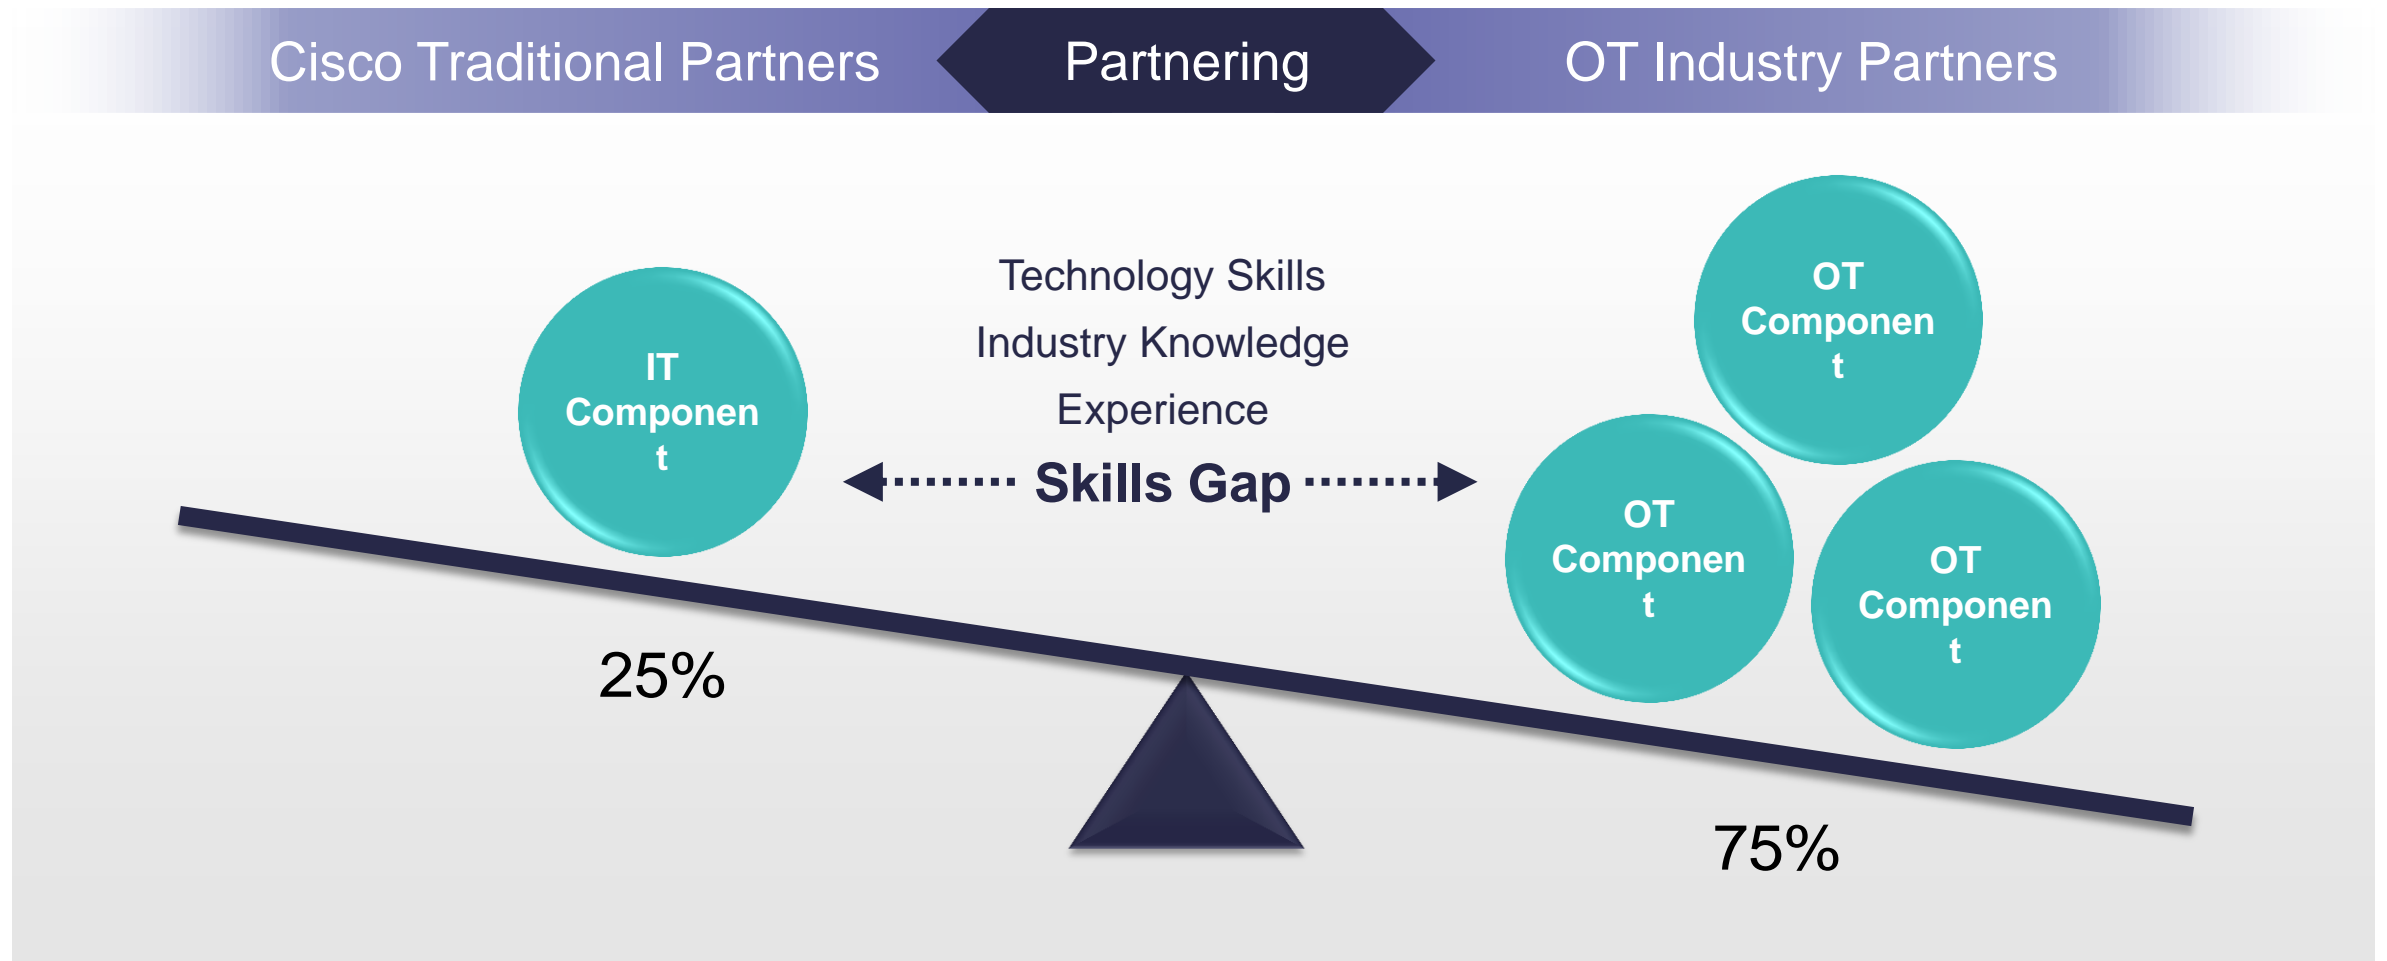 Cisco Traditional Partners
Partnering
OT Industry Partners
Technology Skills
Industry Knowledge
Experience
Skills Gap
IT
Componen
t
OT
Componen
t
OT
Componen
t
OT
Componen
t
25%
75%